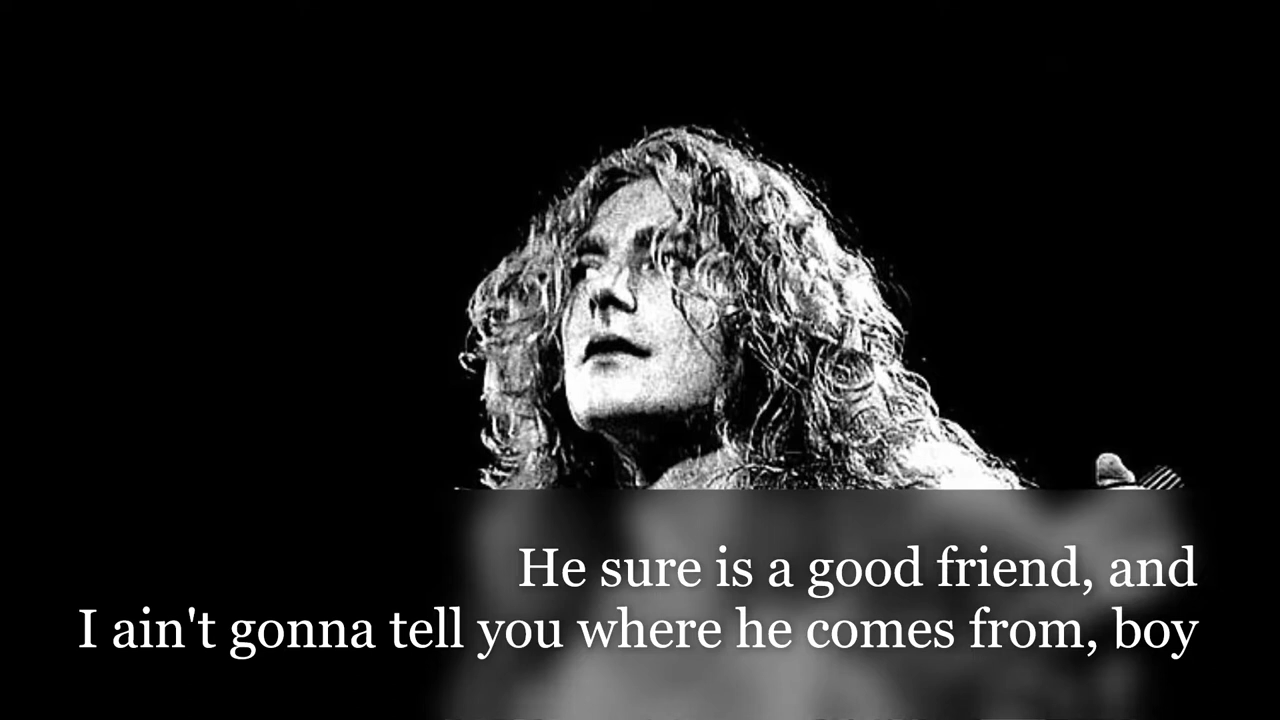 He sure is a good friend, and
I ain't gonna tell you where he comes from, boy